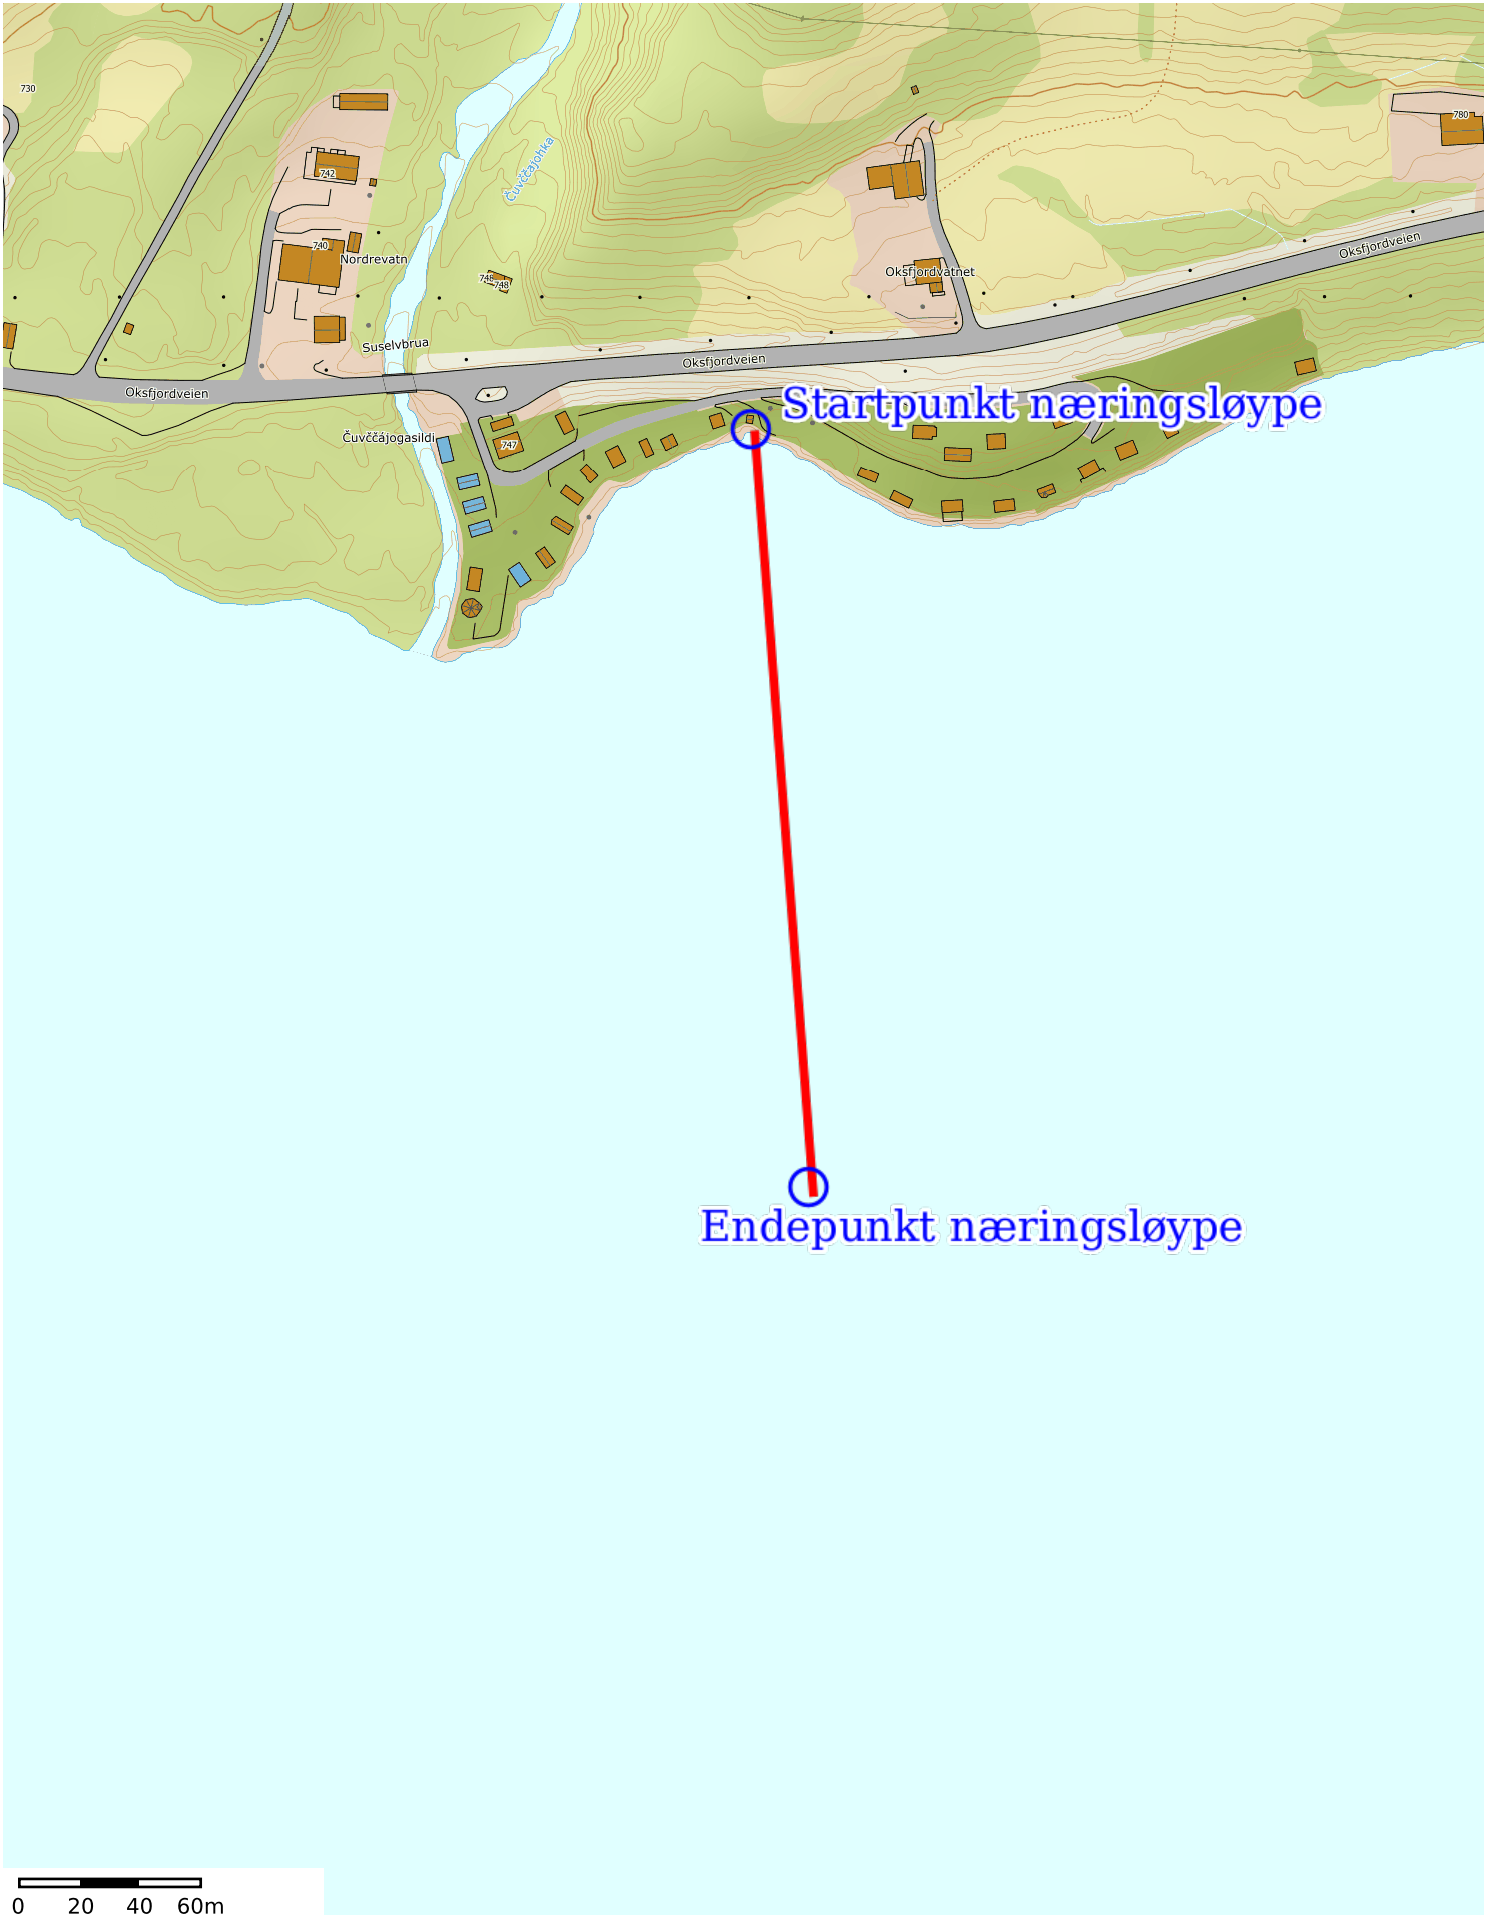 730
780
742
Čuvččajohka
740
Nordrevatn
748
748
Oksfjordvatnet
Oksfjordveien
Suselvbrua
Oksfjordveien
Oksfjordveien
Startpunkt næringsløype
Čuvččájogasildi
747
Endepunkt næringsløype
0 20 40 60m